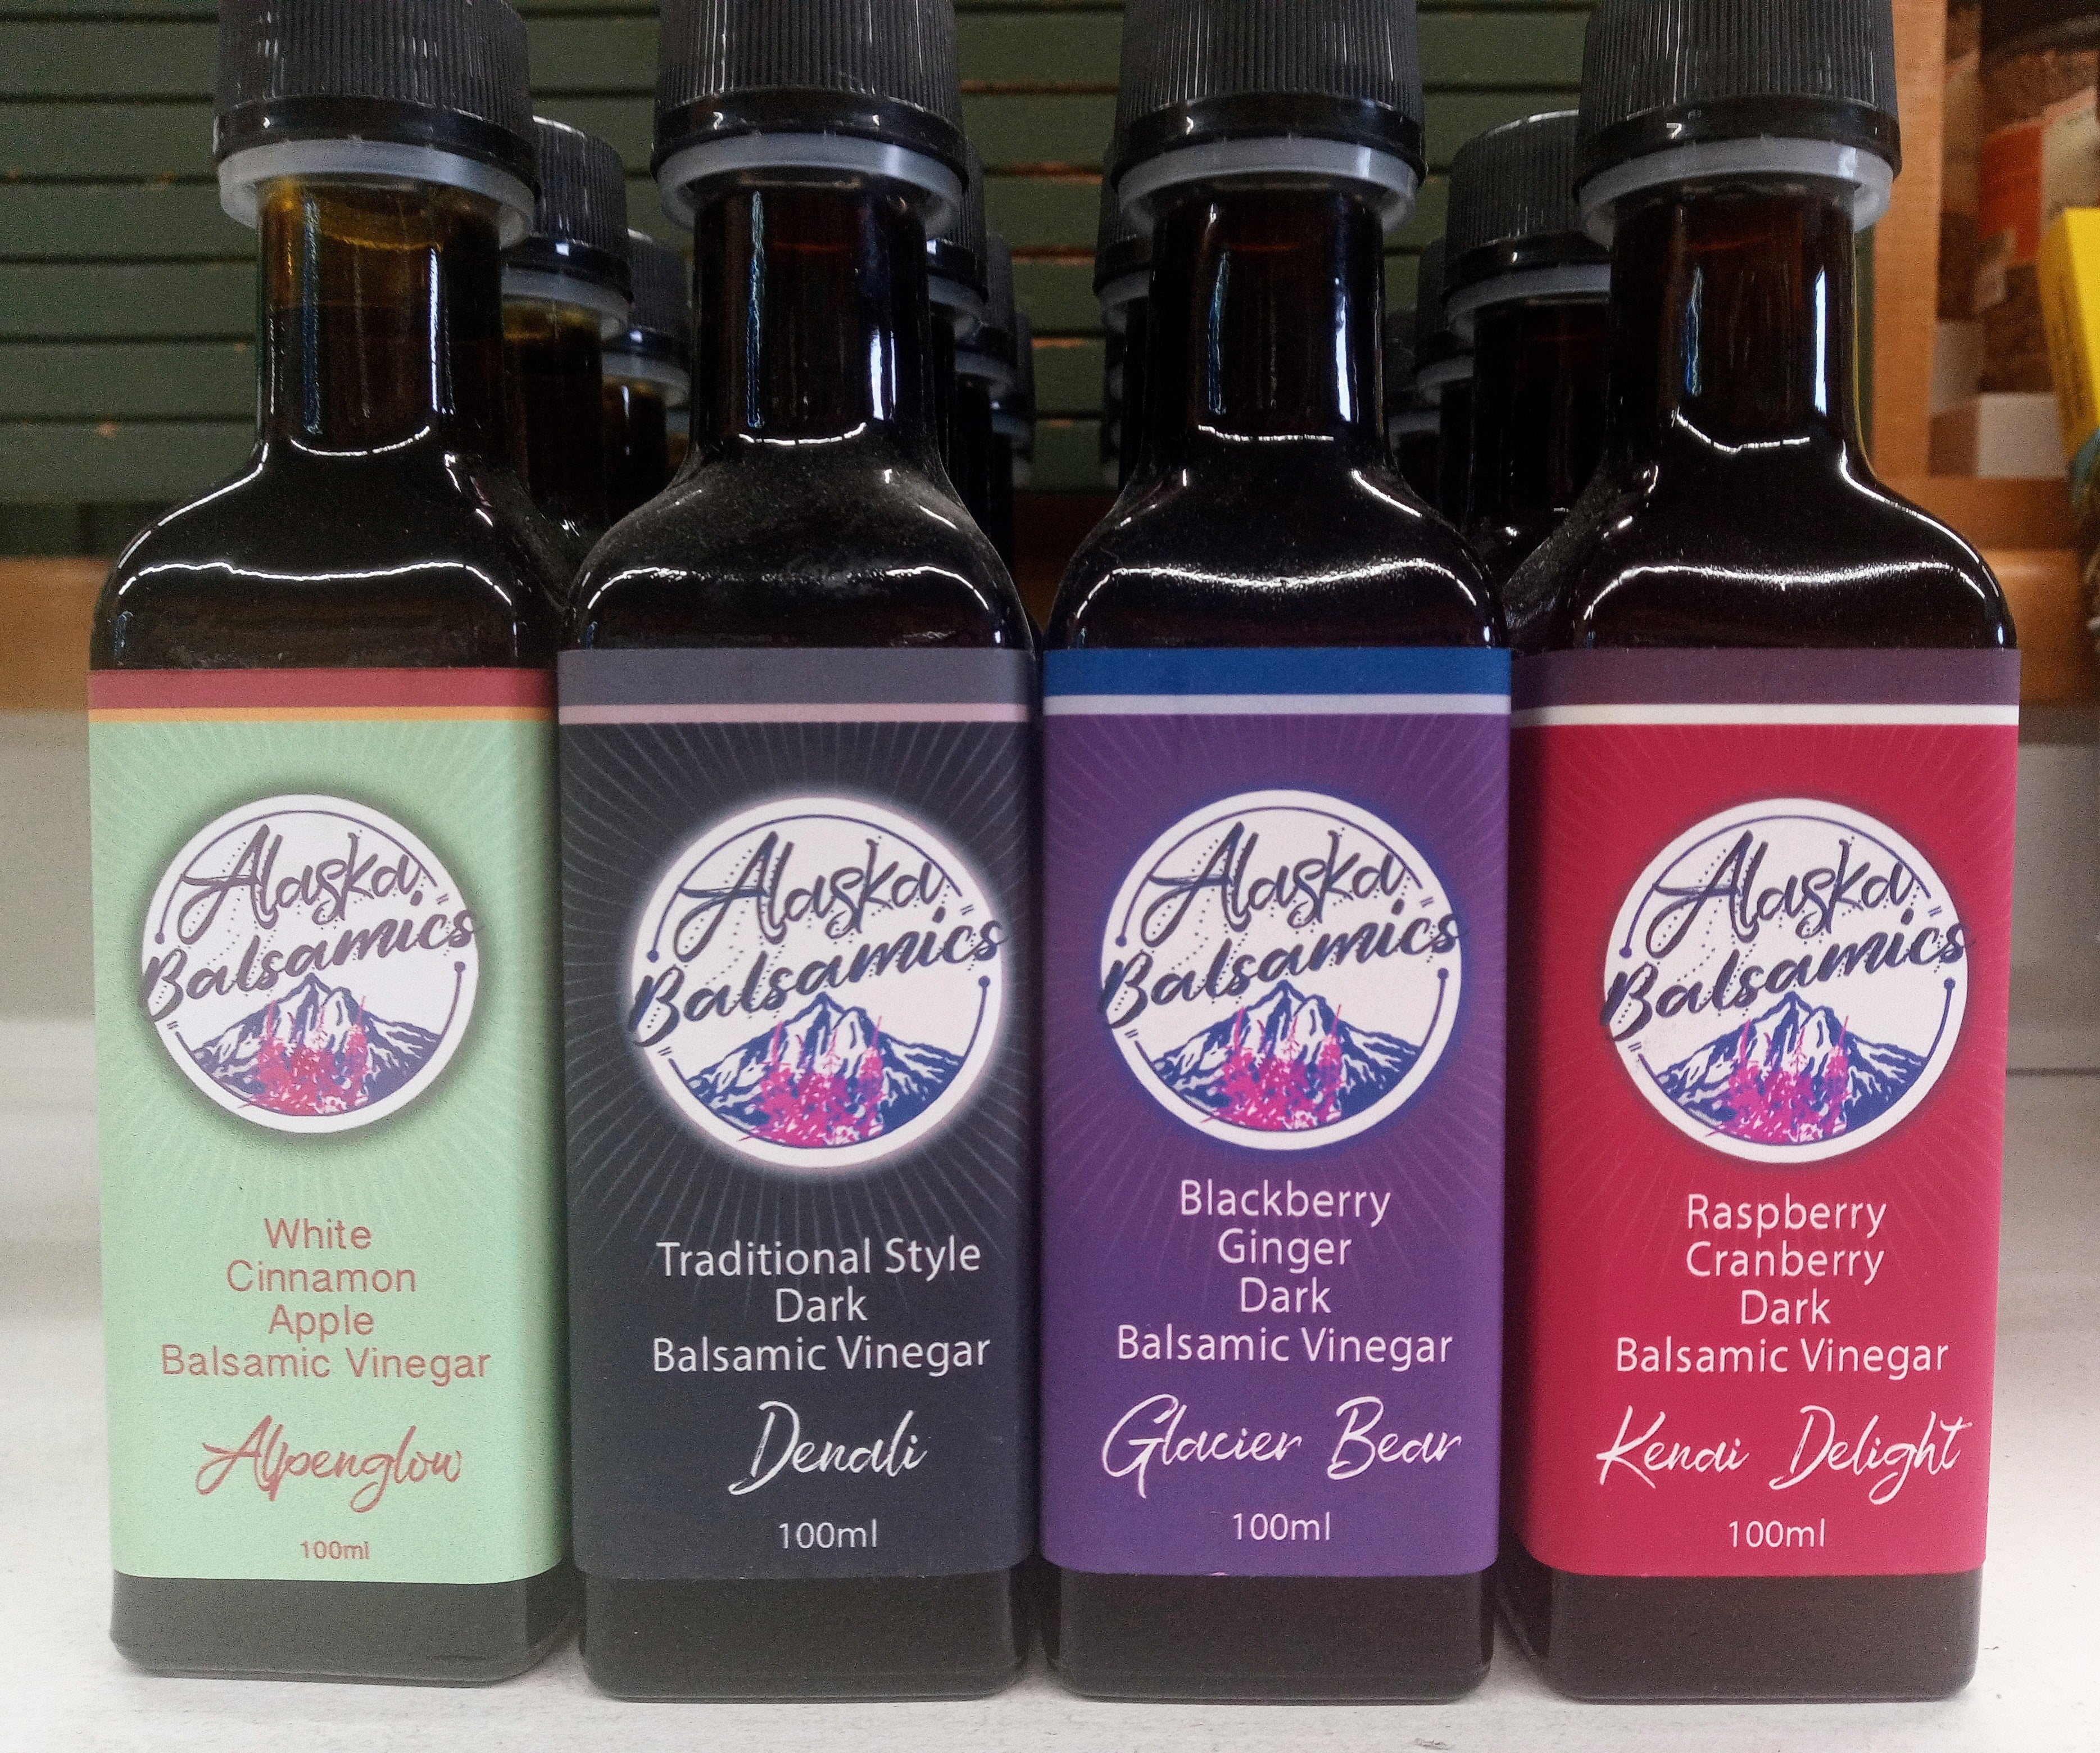 Alaska
Balsamics
White
Cinnamon
Apple
Balsamic Vinegar
Alpenglow
100ml
Alaska
Balsamics
Traditional Style
Dark
Balsamic Vinegar
Denali
100ml
Alaska
Balsamics
Blackberry
Ginger
Dark
Balsamic Vinegar
Glacier Bear
100ml
Alaska
Balsamics
Raspberry
Cranberry
Dark
Balsamic Vinegar
Kenai Delight
100ml